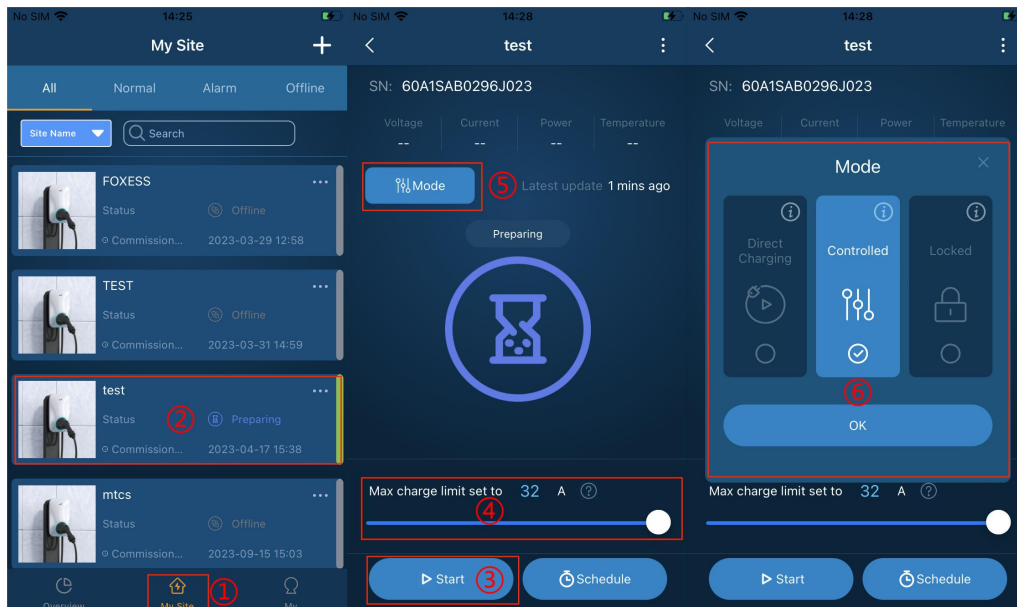 No SIM 14:25
My Site +
All Normal Alarm Offline
Site Name Search
FOXESS ...
Status Offline
Commission... 2023-03-29 12:58
TEST ...
Status Offline
Commission... 2023-03-31 14:59
test ...
Status ② Preparing
Commission... 2023-04-17 15:38
mtcs ...
Status Offline
Commission... 2023-09-15 15:03
Overview My Site ① My
No SIM 14:28
test
SN: 60A1SAB0296J023
Voltage Current Power Temperature
-- -- -- --
Mode ⑤ Latest update 1 mins ago
Preparing
Max charge limit set to 32 A ?
④
Start ③ Schedule
No SIM 14:28
test
SN: 60A1SAB0296J023
Voltage Current Power Temperature
Mode ×
Direct Charging Controlled Locked
⑥
OK
Max charge limit set to 32 A ?
Start Schedule